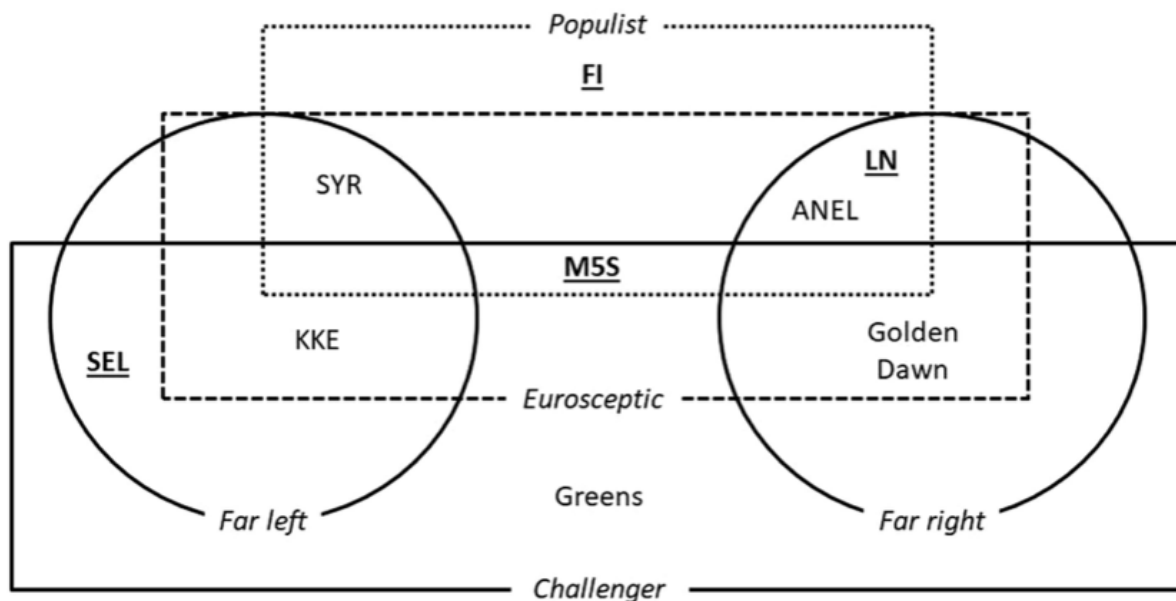 Populist
FI
LN
SYR
ANEL
M5S
Golden
KKE
SEL
Dawn
Eurosceptic
Greens
Far left
Far right
Challenger